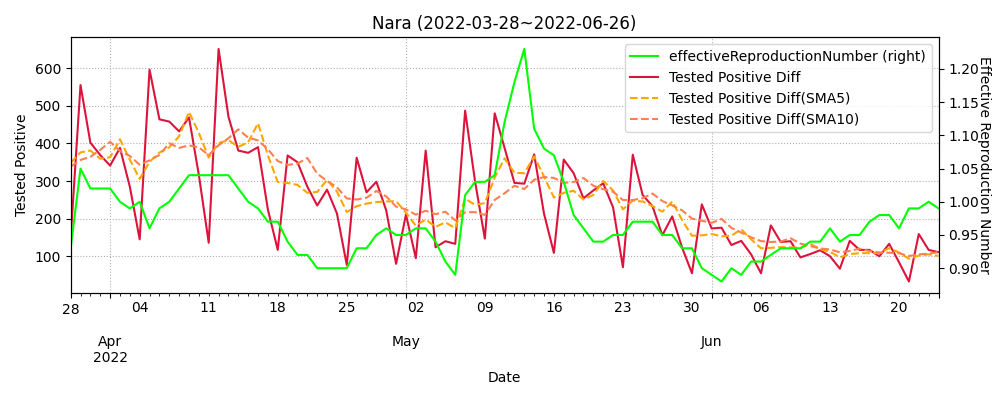 Nara (2022-03-28~2022-06-26)
effectiveReproductionNumber (right)
Tested Positive Diff
Tested Positive Diff(SMA5)
Tested Positive Diff(SMA10)
Tested Positive
600
500
400
300
200
100
1.20
1.15
1.10
1.05
1.00
0.95
0.90
Effective Reproduction Number
28 04 11 18 25 02 09 16 23 30 06 13 20
Apr May Jun
2022
Date